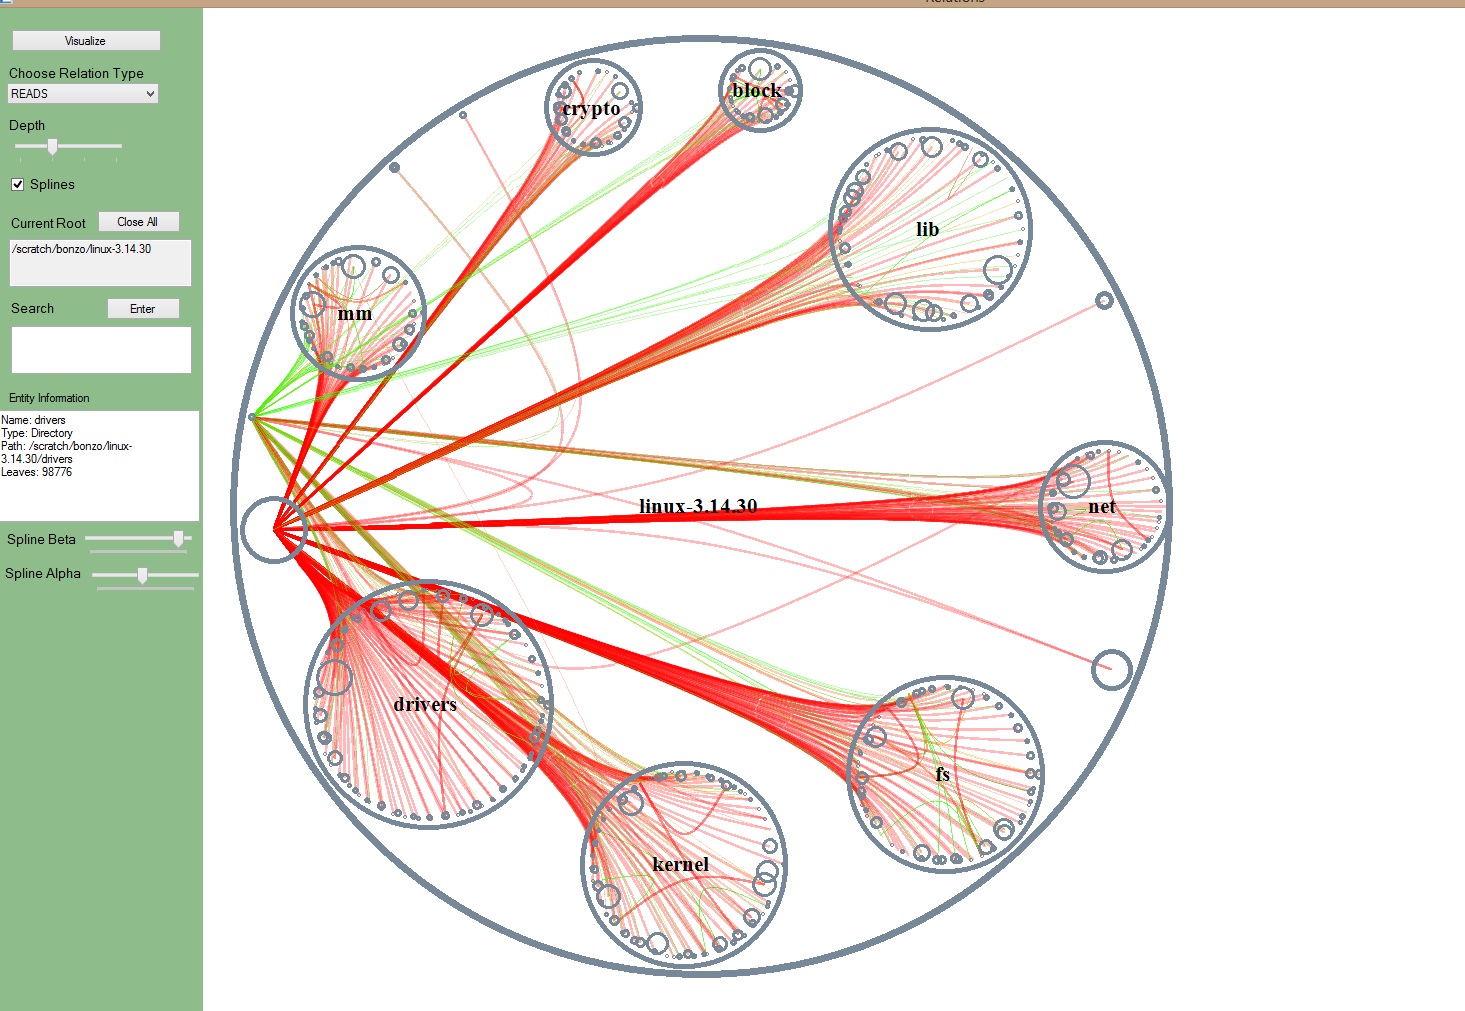 Relations
Visualize
Choose Relation Type
READS
Depth
Splines
Current Root
Close All
/scratch/bonzo/linux-3.14.30
Search
Enter
Entity Information
Name: drivers
Type: Directory
Path: /scratch/bonzo/linux-
3.14.30/drivers
Leaves: 98776
Spline Beta
Spline Alpha
crypto
block
lib
mm
linux-3.14.30
net
drivers
fs
kernel